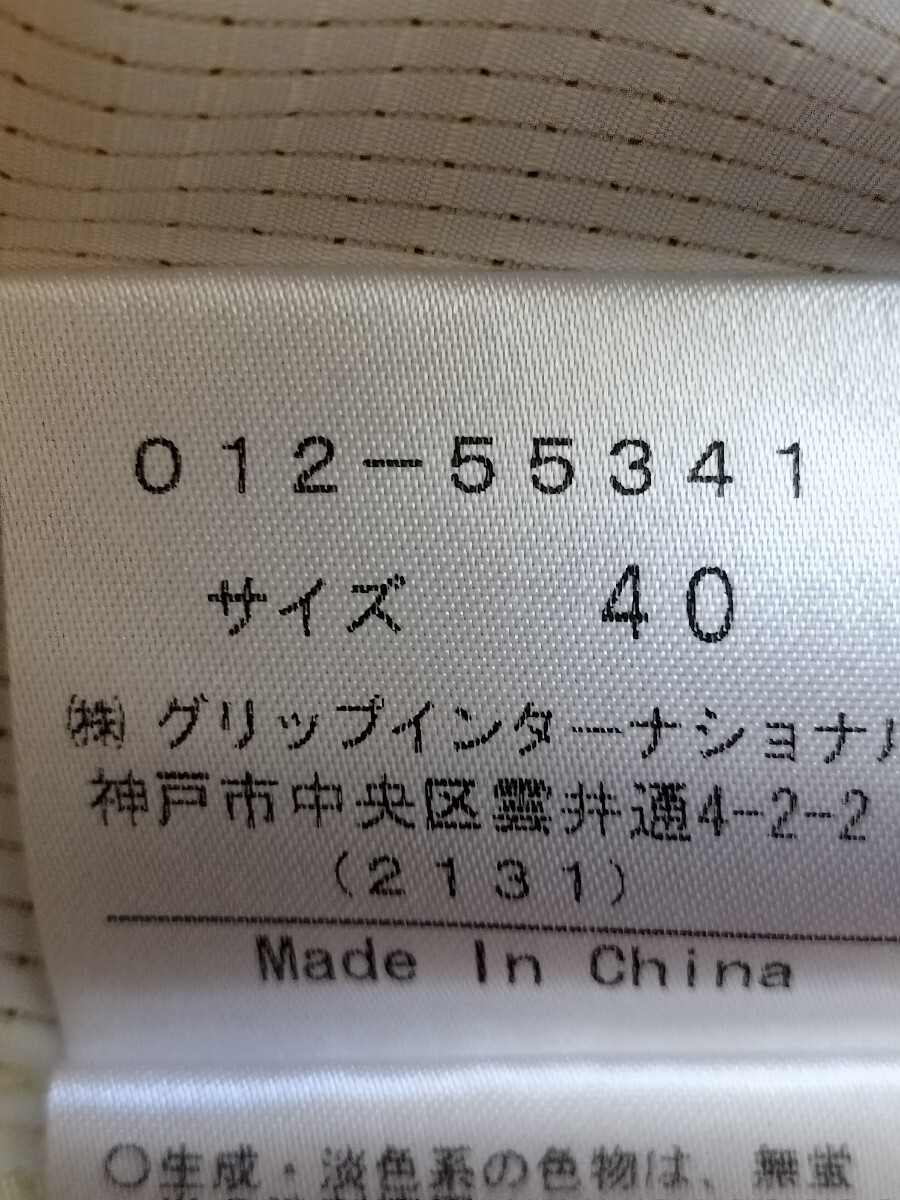 012-55341
サイズ 40
㈱グリップインターナショナル
神戸市中央区雲井通4-2-2
(2131)
Made In China
○生成・淡色系の色物は、無蛍